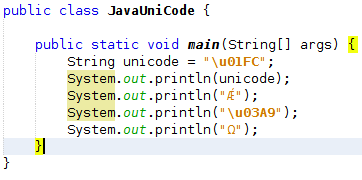 public class JavaUniCode {
public static void main(String[] args) {
String unicode = "\u01FC";
System.out.println(unicode);
System.out.println("Ǽ");
System.out.println("\u03A9");
System.out.println("Ω");
}
}